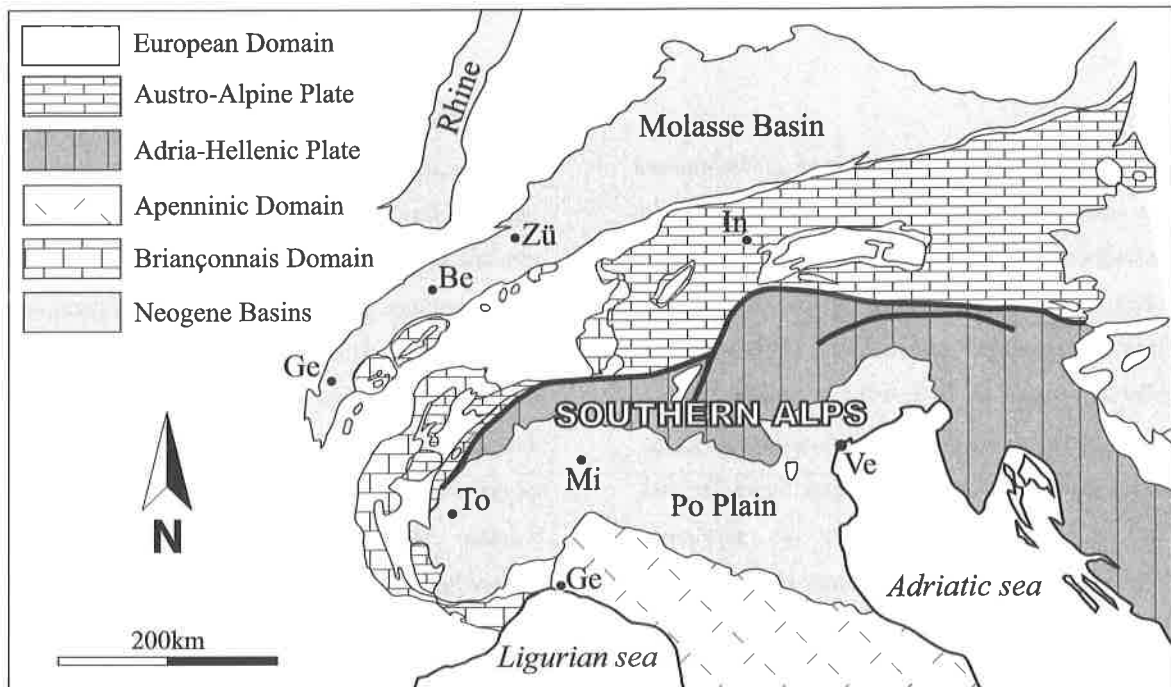 European Domain
Austro-Alpine Plate
Adria-Hellenic Plate
Apenninic Domain
Briançonnais Domain
Neogene Basins
Rhine
Molasse Basin
Zü
In
Be
Ge
SOUTHERN ALPS
Ve
Mi
To
Po Plain
N
Ge
Adriatic sea
200km
Ligurian sea